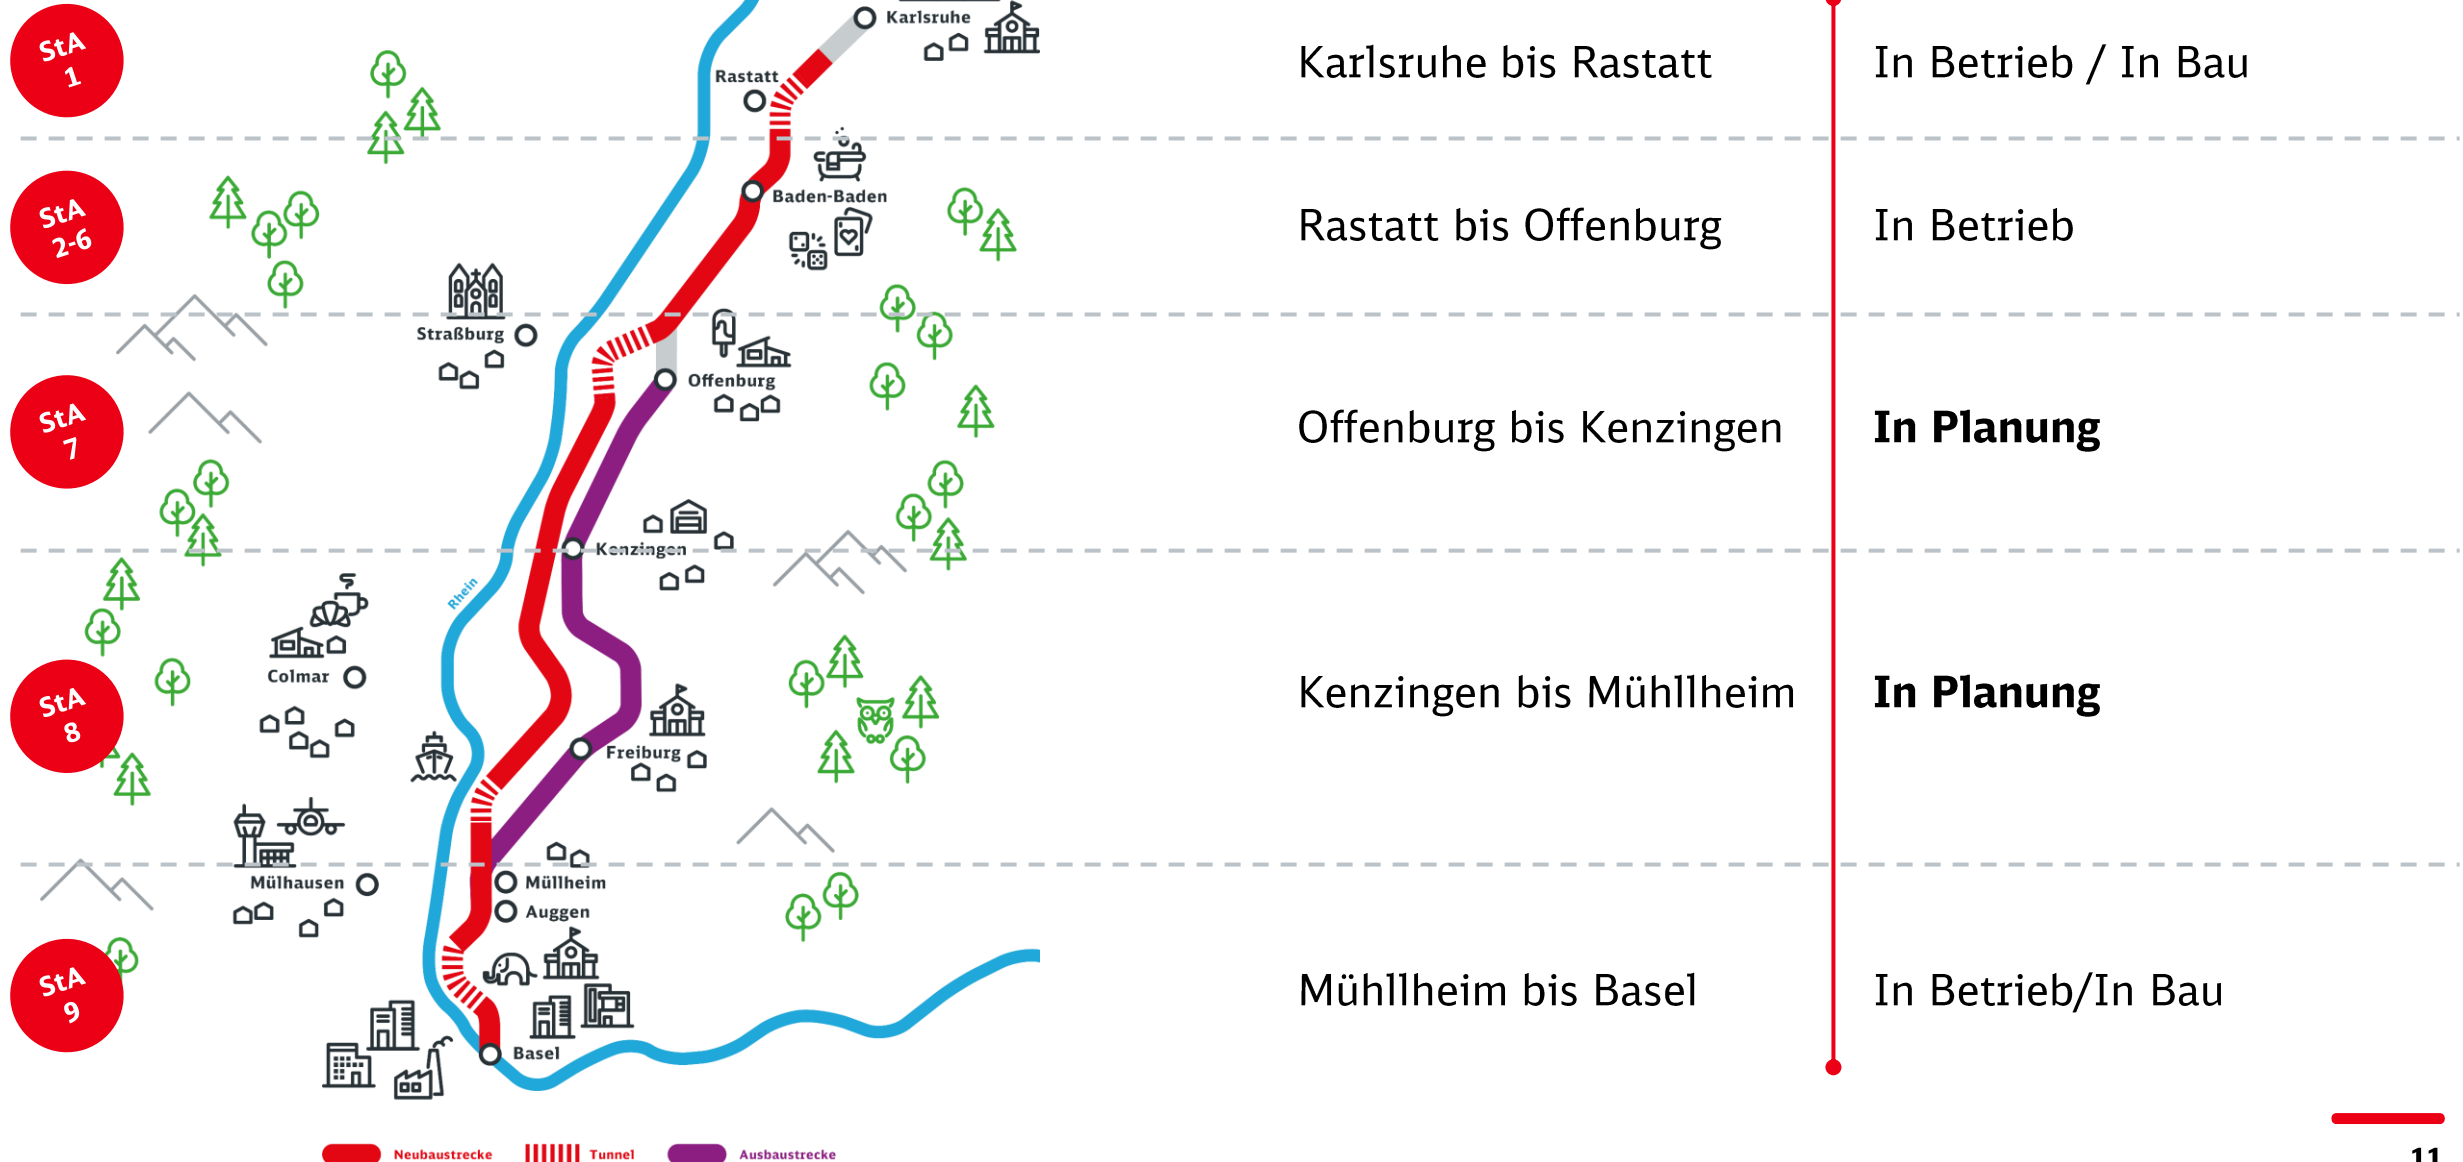 StA
1
Karlsruhe
Rastatt
Karlsruhe bis Rastatt
In Betrieb / In Bau
StA
2-6
Baden-Baden
Rastatt bis Offenburg
In Betrieb
Straßburg
StA
7
Offenburg
Offenburg bis Kenzingen
In Planung
Kenzingen
Rhein
Colmar
StA
8
Freiburg
Kenzingen bis Mühllheim
In Planung
Mülhausen
Müllheim
Auggen
StA
9
Mühllheim bis Basel
In Betrieb/In Bau
Basel
Neubaustrecke
Tunnel
Ausbaustrecke
11